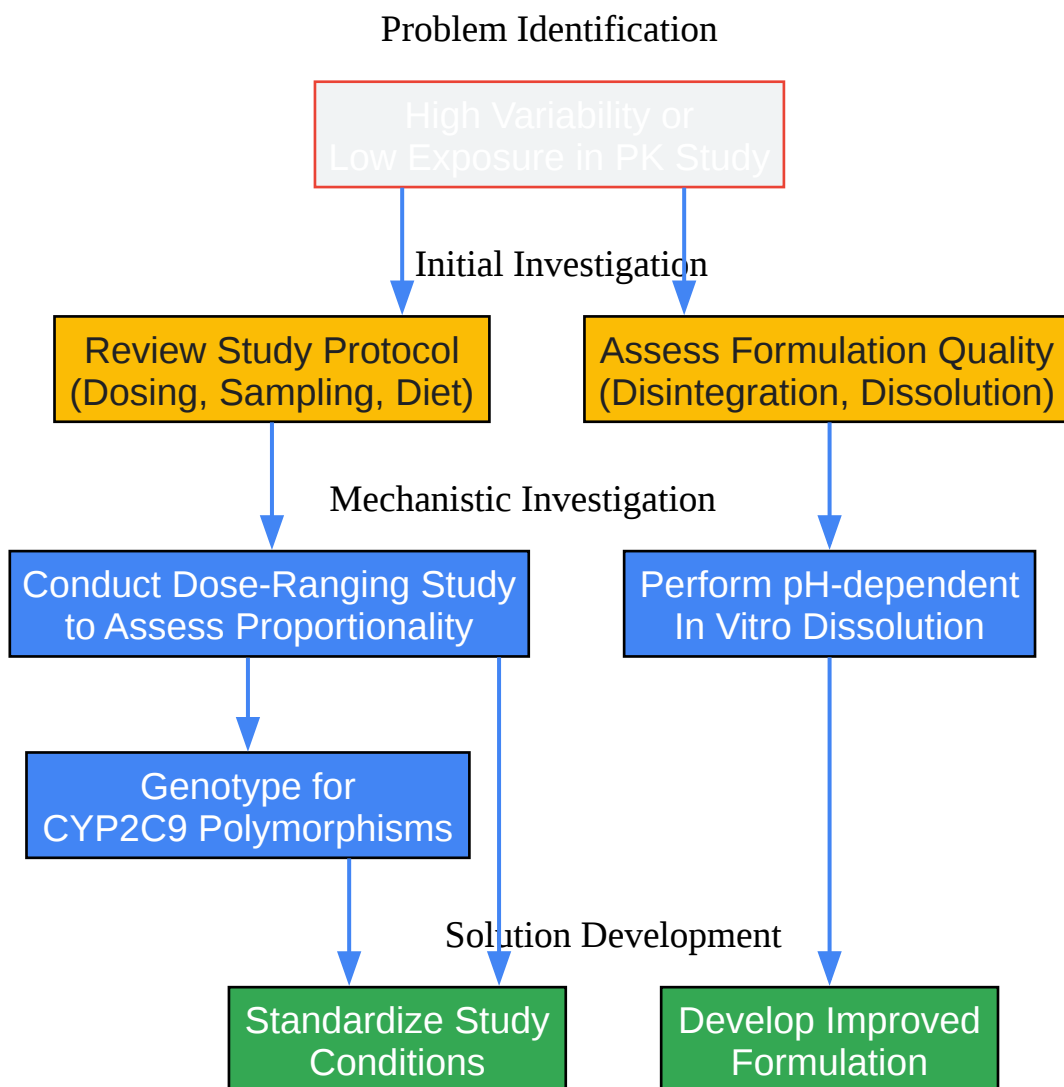 Problem Identification
High Variability or
Low Exposure in PK Study
Initial Investigation
Review Study Protocol
(Dosing, Sampling, Diet)
Assess Formulation Quality
(Disintegration, Dissolution)
Mechanistic Investigation
Conduct Dose-Ranging Study
to Assess Proportionality
Perform pH-dependent
In Vitro Dissolution
Genotype for
CYP2C9 Polymorphisms
Solution Development
Standardize Study
Conditions
Develop Improved
Formulation